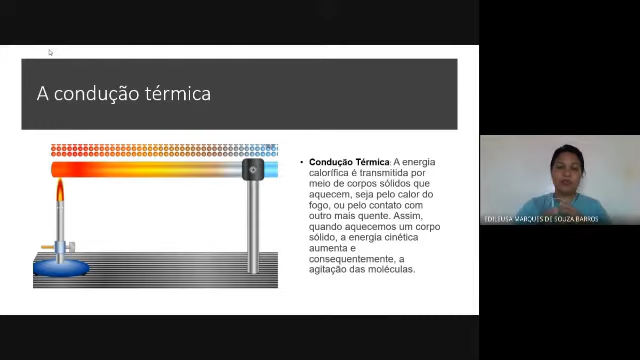 A condução térmica
• Condução Térmica: A energia
calorífica é transmitida por
meio de corpos sólidos que
aquecem, seja pelo calor do
fogo, ou pelo contato com
outro mais quente. Assim,
quando aquecemos um corpo
sólido, a energia cinética
aumenta e
consequentemente, a
agitação das moléculas.
EDILEUSA MARQUES DE SOUZA BARROS